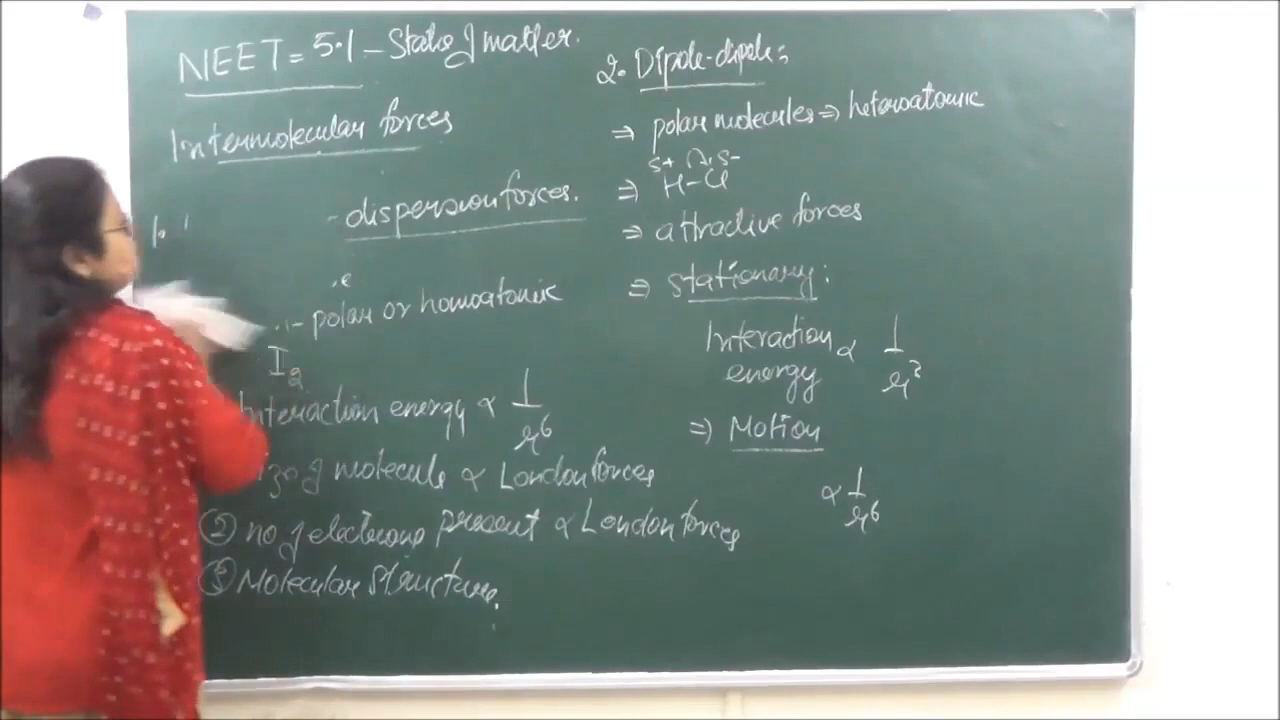 NEET = 5.1 – State of matter.
Intermolecular forces
1.
- dispersion forces.
- polar or homoatomic
I2
Interaction energy ∝ 1/r6
of molecule ∝ London forces
② no of electrons present ∝ London forces
③ Molecular structure.
2. Dipole-dipole:
⇒ polar molecules ⇒ heteroatomic
δ+ δ-
⇒ H–Cl
⇒ attractive forces
⇒ stationary:
Interaction energy ∝ 1/r3
⇒ Motion
∝ 1/r6